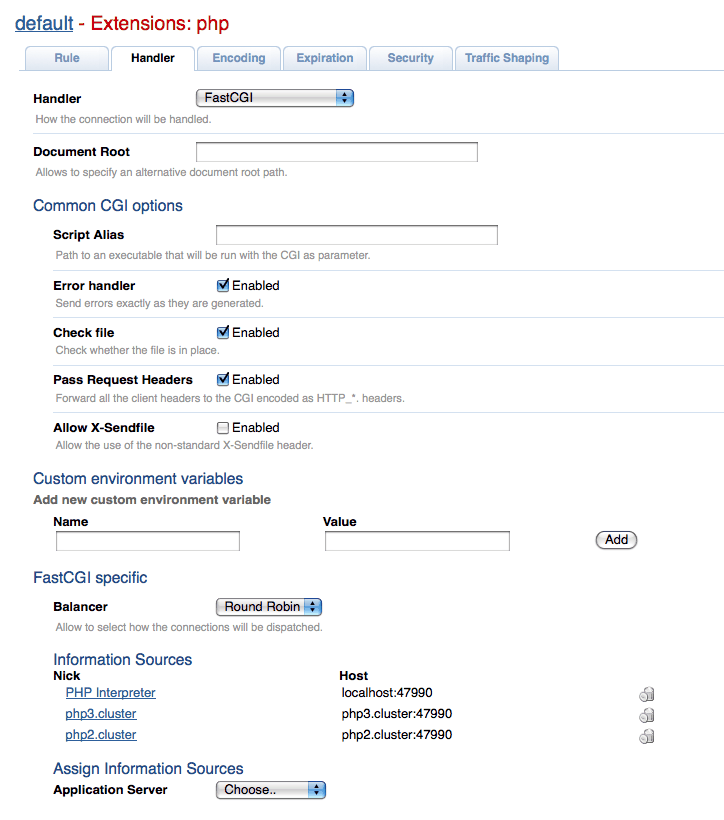 default - Extensions: php
Rule Handler Encoding Expiration Security Traffic Shaping
Handler FastCGI
How the connection will be handled.
Document Root
Allows to specify an alternative document root path.
Common CGI options
Script Alias
Path to an executable that will be run with the CGI as parameter.
Error handler Enabled
Send errors exactly as they are generated.
Check file Enabled
Check whether the file is in place.
Pass Request Headers Enabled
Forward all the client headers to the CGI encoded as HTTP_*. headers.
Allow X-Sendfile Enabled
Allow the use of the non-standard X-Sendfile header.
Custom environment variables
Add new custom environment variable
Name Value
Add
FastCGI specific
Balancer Round Robin
Allow to select how the connections will be dispatched.
Information Sources
Nick Host
PHP Interpreter localhost:47990
php3.cluster php3.cluster:47990
php2.cluster php2.cluster:47990
Assign Information Sources
Application Server Choose..